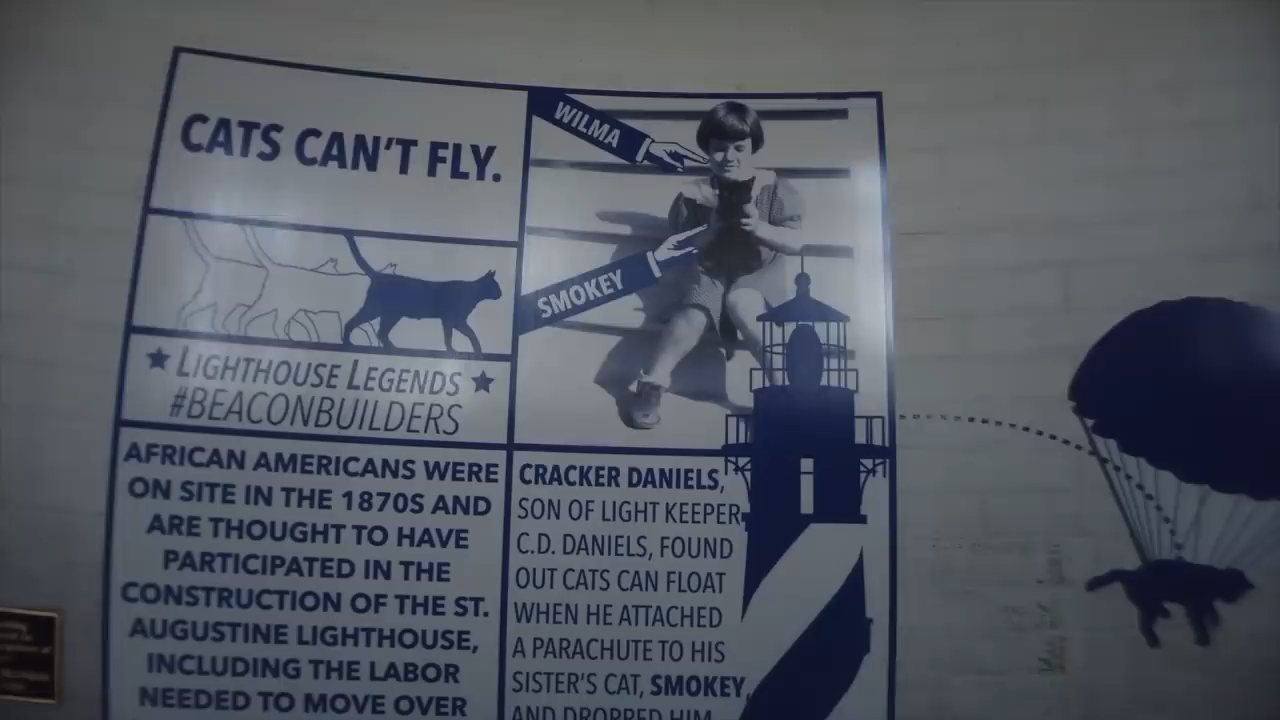 CATS CAN'T FLY.
WILMA
SMOKEY
LIGHTHOUSE LEGENDS
#BEACONBUILDERS
AFRICAN AMERICANS WERE
ON SITE IN THE 1870S AND
ARE THOUGHT TO HAVE
PARTICIPATED IN THE
CONSTRUCTION OF THE ST.
AUGUSTINE LIGHTHOUSE,
INCLUDING THE LABOR
NEEDED TO MOVE OVER
CRACKER DANIELS,
SON OF LIGHT KEEPER
C.D. DANIELS, FOUND
OUT CATS CAN FLOAT
WHEN HE ATTACHED
A PARACHUTE TO HIS
SISTER'S CAT, SMOKEY,
AND DROPPED HIM